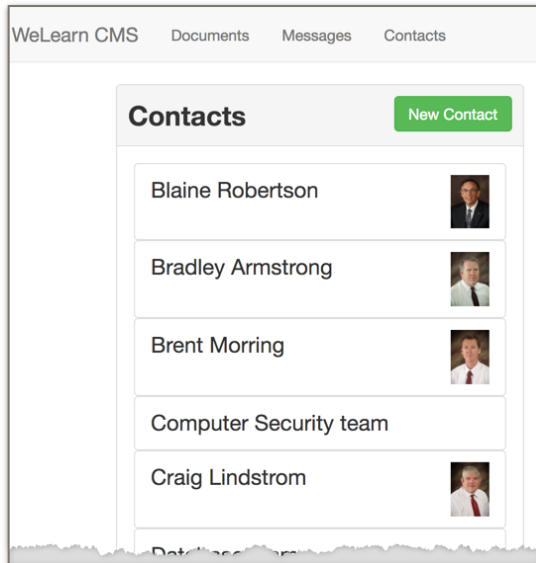 WeLearn CMS Documents Messages Contacts
Contacts New Contact
Blaine Robertson
Bradley Armstrong
Brent Morring
Computer Security team
Craig Lindstrom